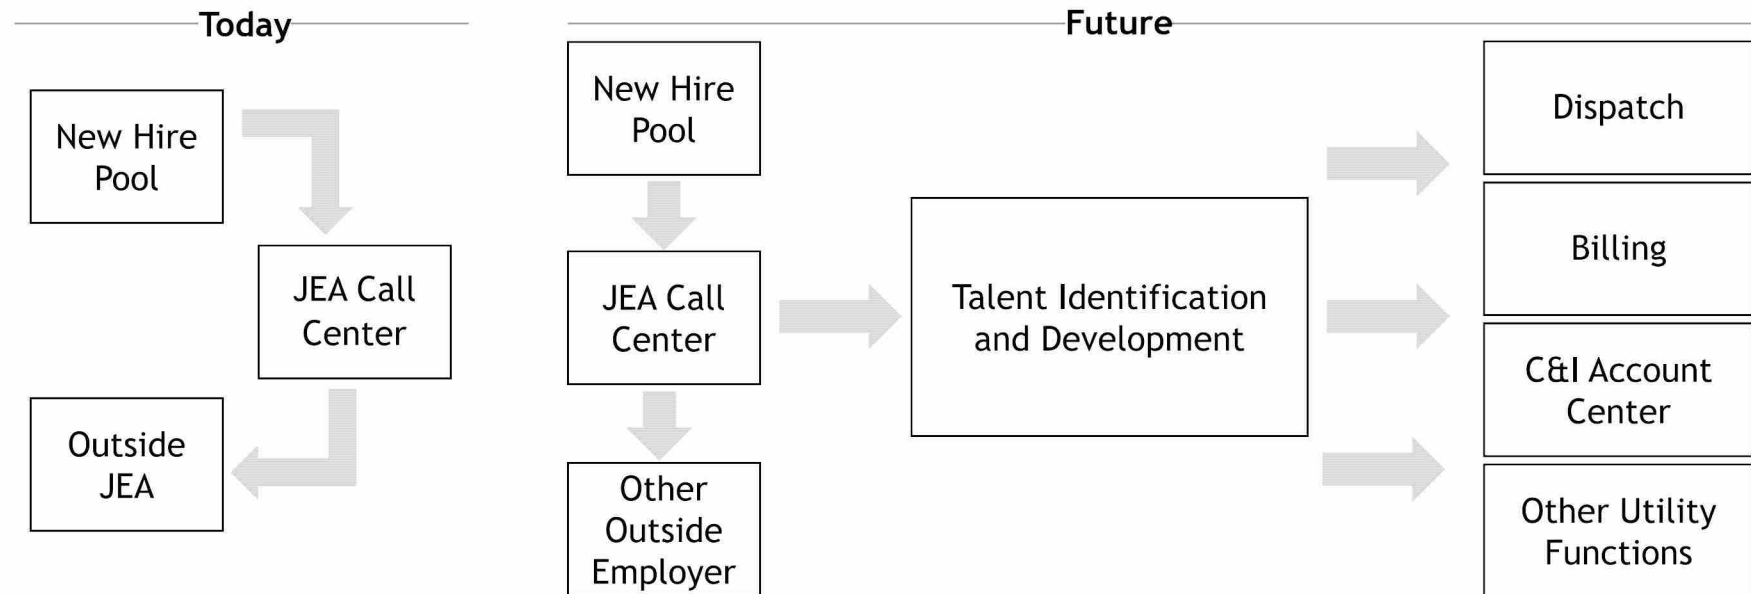 Today
New Hire
Pool
JEA Call
Center
Outside
JEA
Future
New Hire
Pool
JEA Call
Center
Other
Outside
Employer
Talent Identification
and Development
Dispatch
Billing
C&I Account
Center
Other Utility
Functions